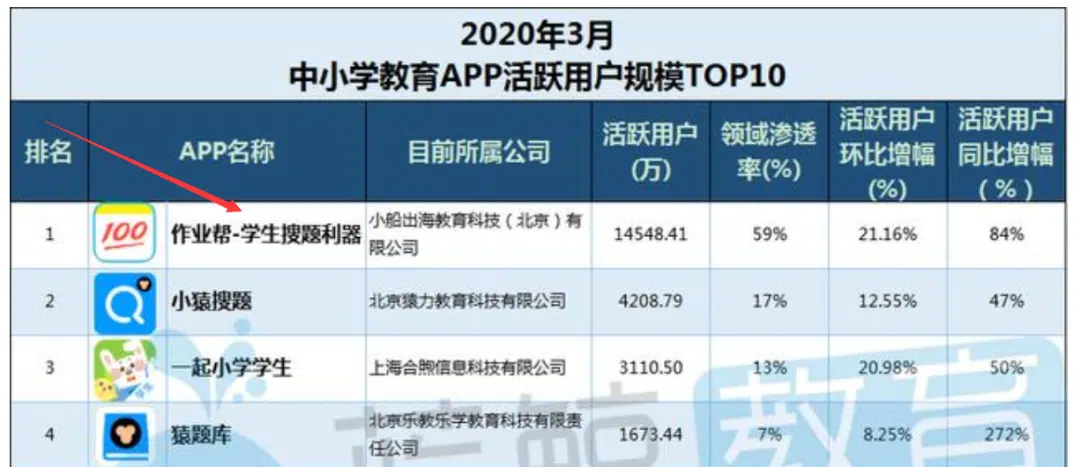 2020年3月
中小学教育APP活跃用户规模TOP10
排名 APP名称 目前所属公司 活跃用户(万) 领域渗透率(%) 活跃用户环比增幅(%) 活跃用户同比增幅(%)
1 100 作业帮-学生搜题利器 小船出海教育科技（北京）有限公司 14548.41 59% 21.16% 84%
2 小猿搜题 北京猿力教育科技有限公司 4208.79 17% 12.55% 47%
3 一起小学学生 上海合煦信息科技有限公司 3110.50 13% 20.98% 50%
4 猿题库 北京乐教乐学教育科技有限责任公司 1673.44 7% 8.25% 272%
蓝鲸教育